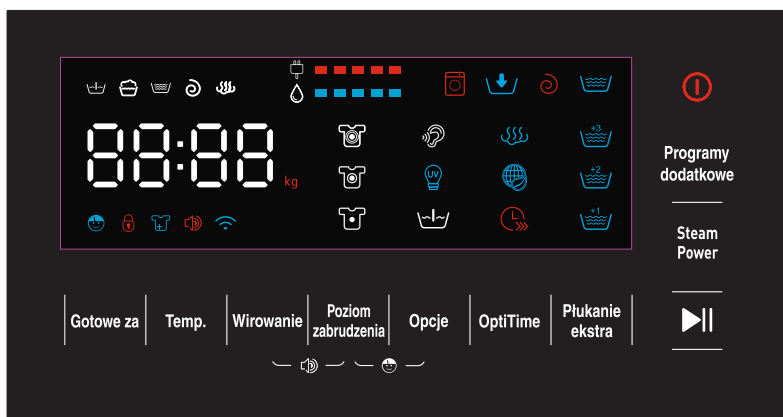 88:88
kg
UV
+3
+2
+1
Programy
dodatkowe
Steam
Power
Gotowe za
Temp.
Wirowanie
Poziom
zabrudzenia
Opcje
OptiTime
Płukanie
ekstra